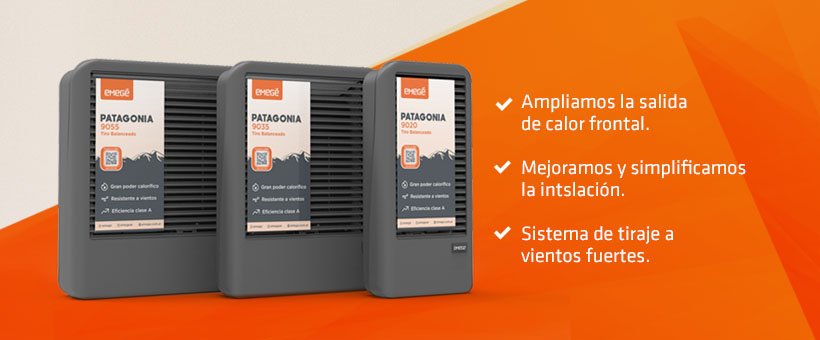 emegé
PATAGONIA
9055
Tiro Balanceado
Gran poder calorífico
Resistente a vientos
Eficiencia clase A
emegé
PATAGONIA
9035
Tiro Balanceado
Gran poder calorífico
Resistente a vientos
Eficiencia clase A
emegé
PATAGONIA
9020
Tiro Balanceado
Gran poder calorífico
Resistente a vientos
Eficiencia clase A
emegé
Ampliamos la salida
de calor frontal.
Mejoramos y simplificamos
la intslación.
Sistema de tiraje a
vientos fuertes.